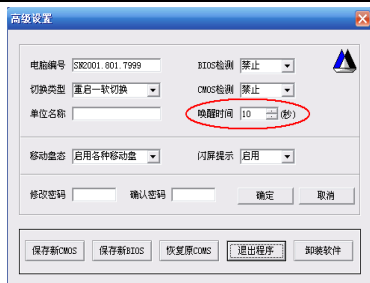 高级设置
电脑编号 SN2001.801.7999 BIOS检测 禁止
切换类型 重启－软切换 CMOS检测 禁止
单位名称 唤醒时间 10 (秒)
移动盘态 启用各种移动盘 闪屏提示 启用
修改密码 确认密码 确定 取消
保存新CMOS 保存新BIOS 恢复原COMS 退出程序 卸装软件